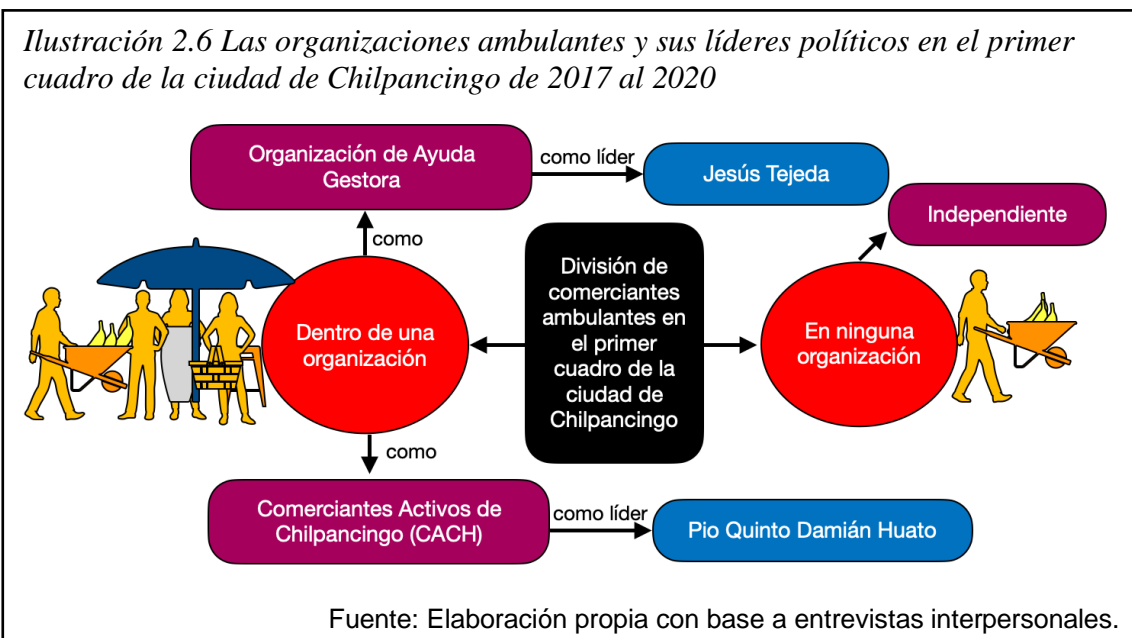 Ilustración 2.6 Las organizaciones ambulantes y sus líderes políticos en el primer
cuadro de la ciudad de Chilpancingo de 2017 al 2020
Organización de Ayuda
Gestora
como líder
Jesús Tejeda
Independiente
como
División de
comerciantes
ambulantes en
el primer
cuadro de la
ciudad de
Chilpancingo
Dentro de una
organización
En ninguna
organización
como
Comerciantes Activos de
Chilpancingo (CACH)
como líder
Pio Quinto Damián Huato
Fuente: Elaboración propia con base a entrevistas interpersonales.